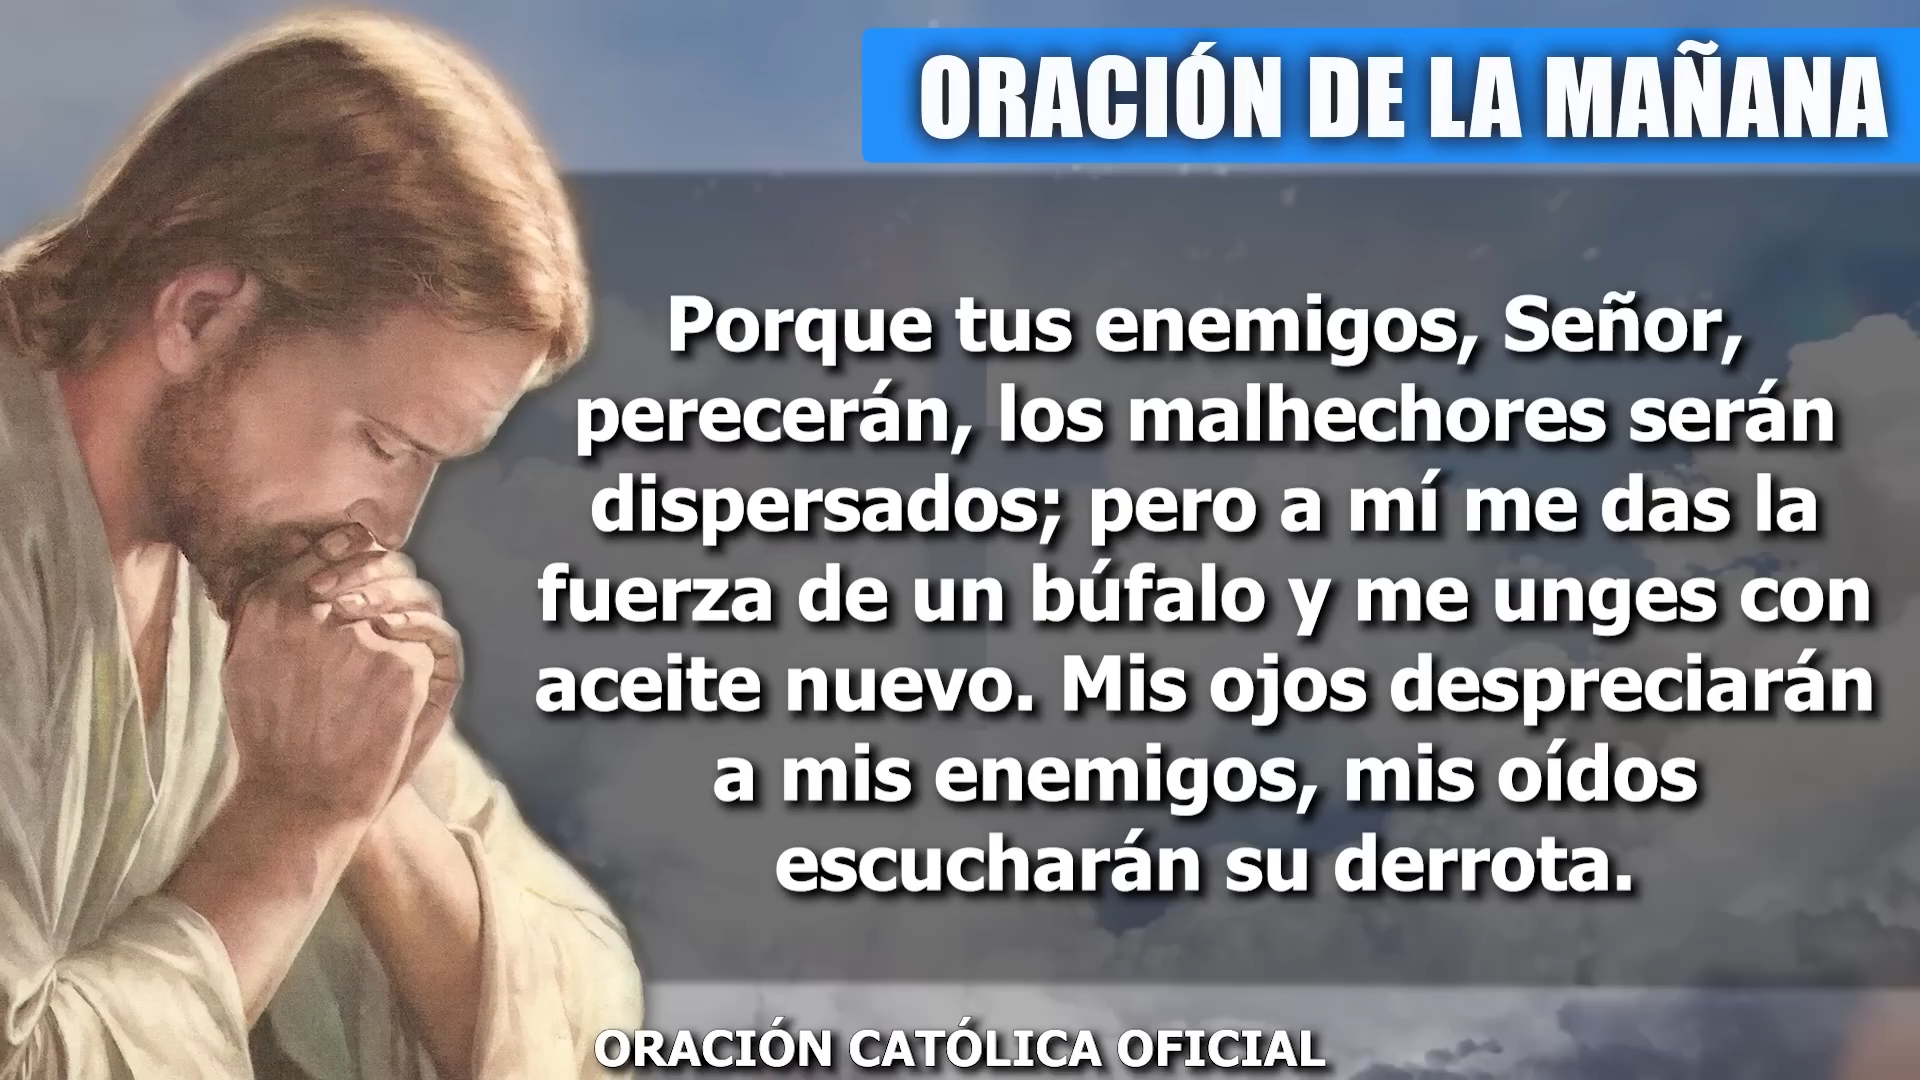 ORACIÓN DE LA MAÑANA
Porque tus enemigos, Señor,
perecerán, los malhechores serán
dispersados; pero a mí me das la
fuerza de un búfalo y me unges con
aceite nuevo. Mis ojos despreciarán
a mis enemigos, mis oídos
escucharán su derrota.
ORACIÓN CATÓLICA OFICIAL